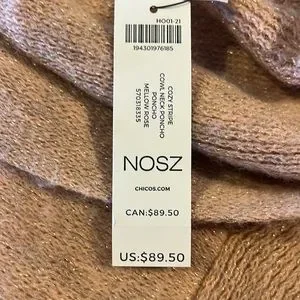 HO01-21
194301976185
COZY STRIPE
COWL NECK PONCHO
PONCHO
MELLOW ROSE
570318335
NOSZ
CHICOS.COM
CAN:$89.50
US:$89.50